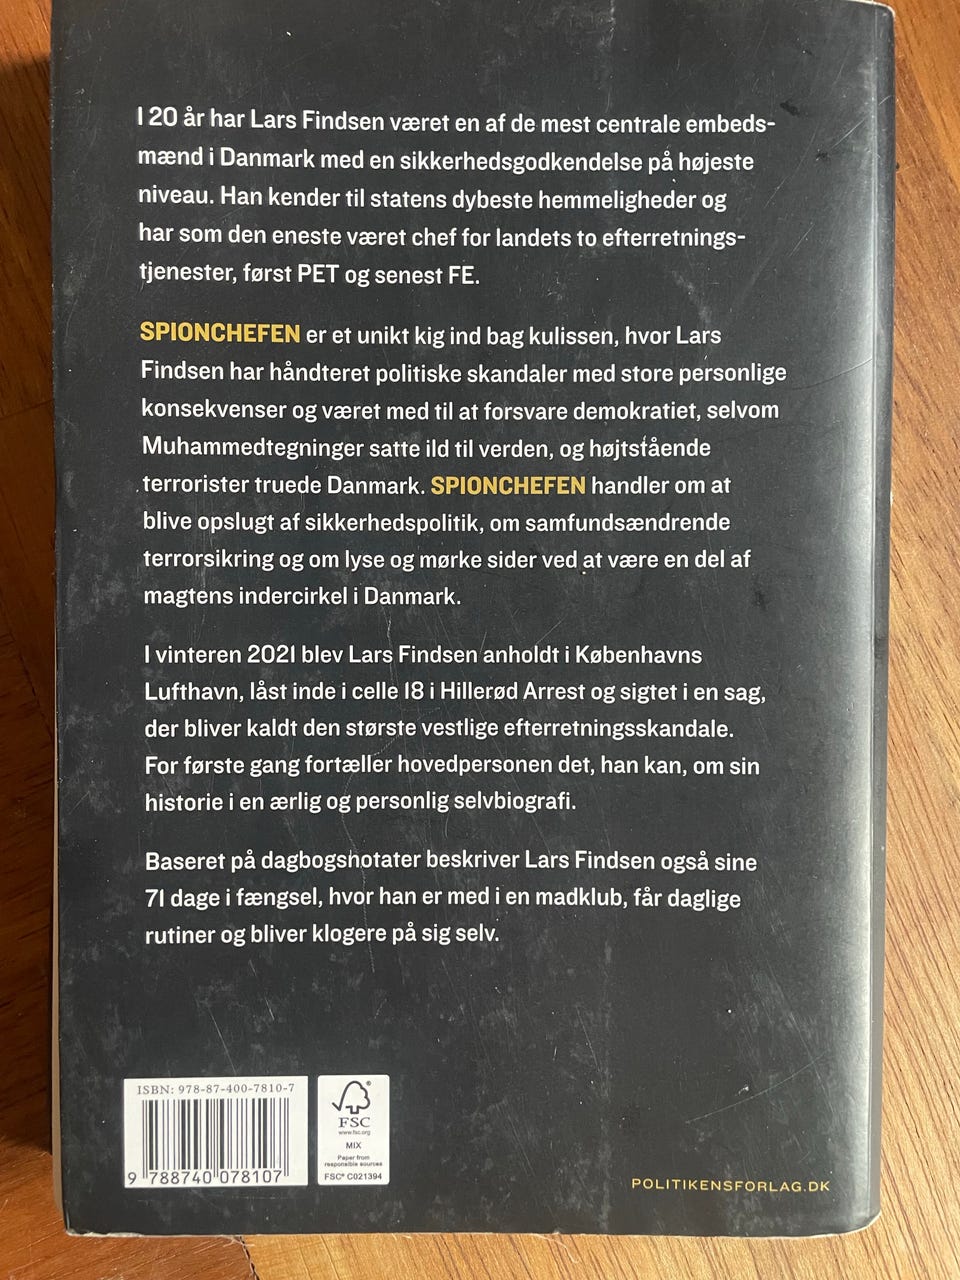 I 20 år har Lars Findsen været en af de mest centrale embeds-
mænd i Danmark med en sikkerhedsgodkendelse på højeste
niveau. Han kender til statens dybeste hemmeligheder og
har som den eneste været chef for landets to efterretnings-
tjenester, først PET og senest FE.
SPIONCHEFEN er et unikt kig ind bag kulissen, hvor Lars
Findsen har håndteret politiske skandaler med store personlige
konsekvenser og været med til at forsvare demokratiet, selvom
Muhammedtegninger satte ild til verden, og højtstående
terrorister truede Danmark. SPIONCHEFEN handler om at
blive opslugt af sikkerhedspolitik, om samfundsændrende
terrorsikring og om lyse og mørke sider ved at være en del af
magtens indercirkel i Danmark.
I vinteren 2021 blev Lars Findsen anholdt i Københavns
Lufthavn, låst inde i celle 18 i Hillerød Arrest og sigtet i en sag,
der bliver kaldt den største vestlige efterretningsskandale.
For første gang fortæller hovedpersonen det, han kan, om sin
historie i en ærlig og personlig selvbiografi.
Baseret på dagbogsnotater beskriver Lars Findsen også sine
71 dage i fængsel, hvor han er med i en madklub, får daglige
rutiner og bliver klogere på sig selv.
ISBN: 978-87-400-7810-7
9 788740 078107
FSC
www.fsc.org
MIX
Paper from
responsible sources
FSC® C021394
POLITIKENSFORLAG.DK